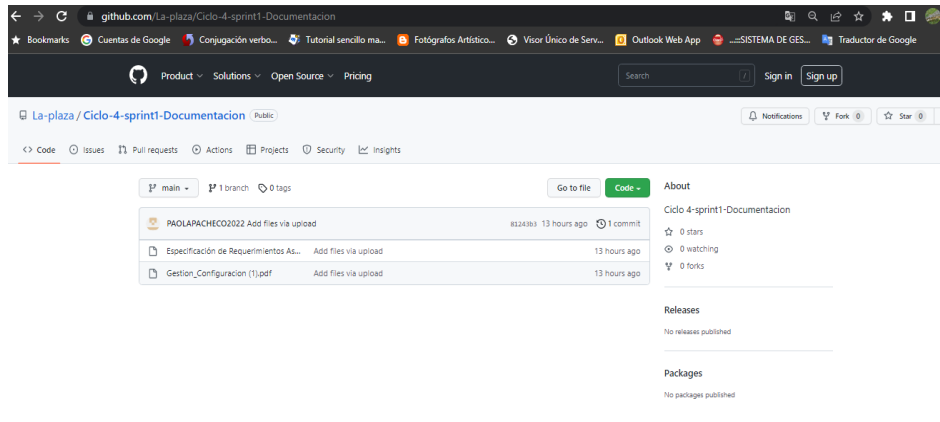 github.com/La-plaza/Ciclo-4-sprint1-Documentacion
Bookmarks Cuentas de Google Conjugación verbo... Tutorial sencillo ma... Fotógrafos Artístico... Visor Único de Serv... Outlook Web App ...::SISTEMA DE GES... Traductor de Google
Product Solutions Open Source Pricing Search / Sign in Sign up
La-plaza / Ciclo-4-sprint1-Documentacion Public Notifications Fork 0 Star 0
Code Issues Pull requests Actions Projects Security Insights
main 1 branch 0 tags Go to file Code
PAOLAPACHECO2022 Add files via upload 81243b3 13 hours ago 1 commit
Especificación de Requerimientos As... Add files via upload 13 hours ago
Gestion_Configuracion (1).pdf Add files via upload 13 hours ago
About
Ciclo 4-sprint1-Documentacion
0 stars
0 watching
0 forks
Releases
No releases published
Packages
No packages published